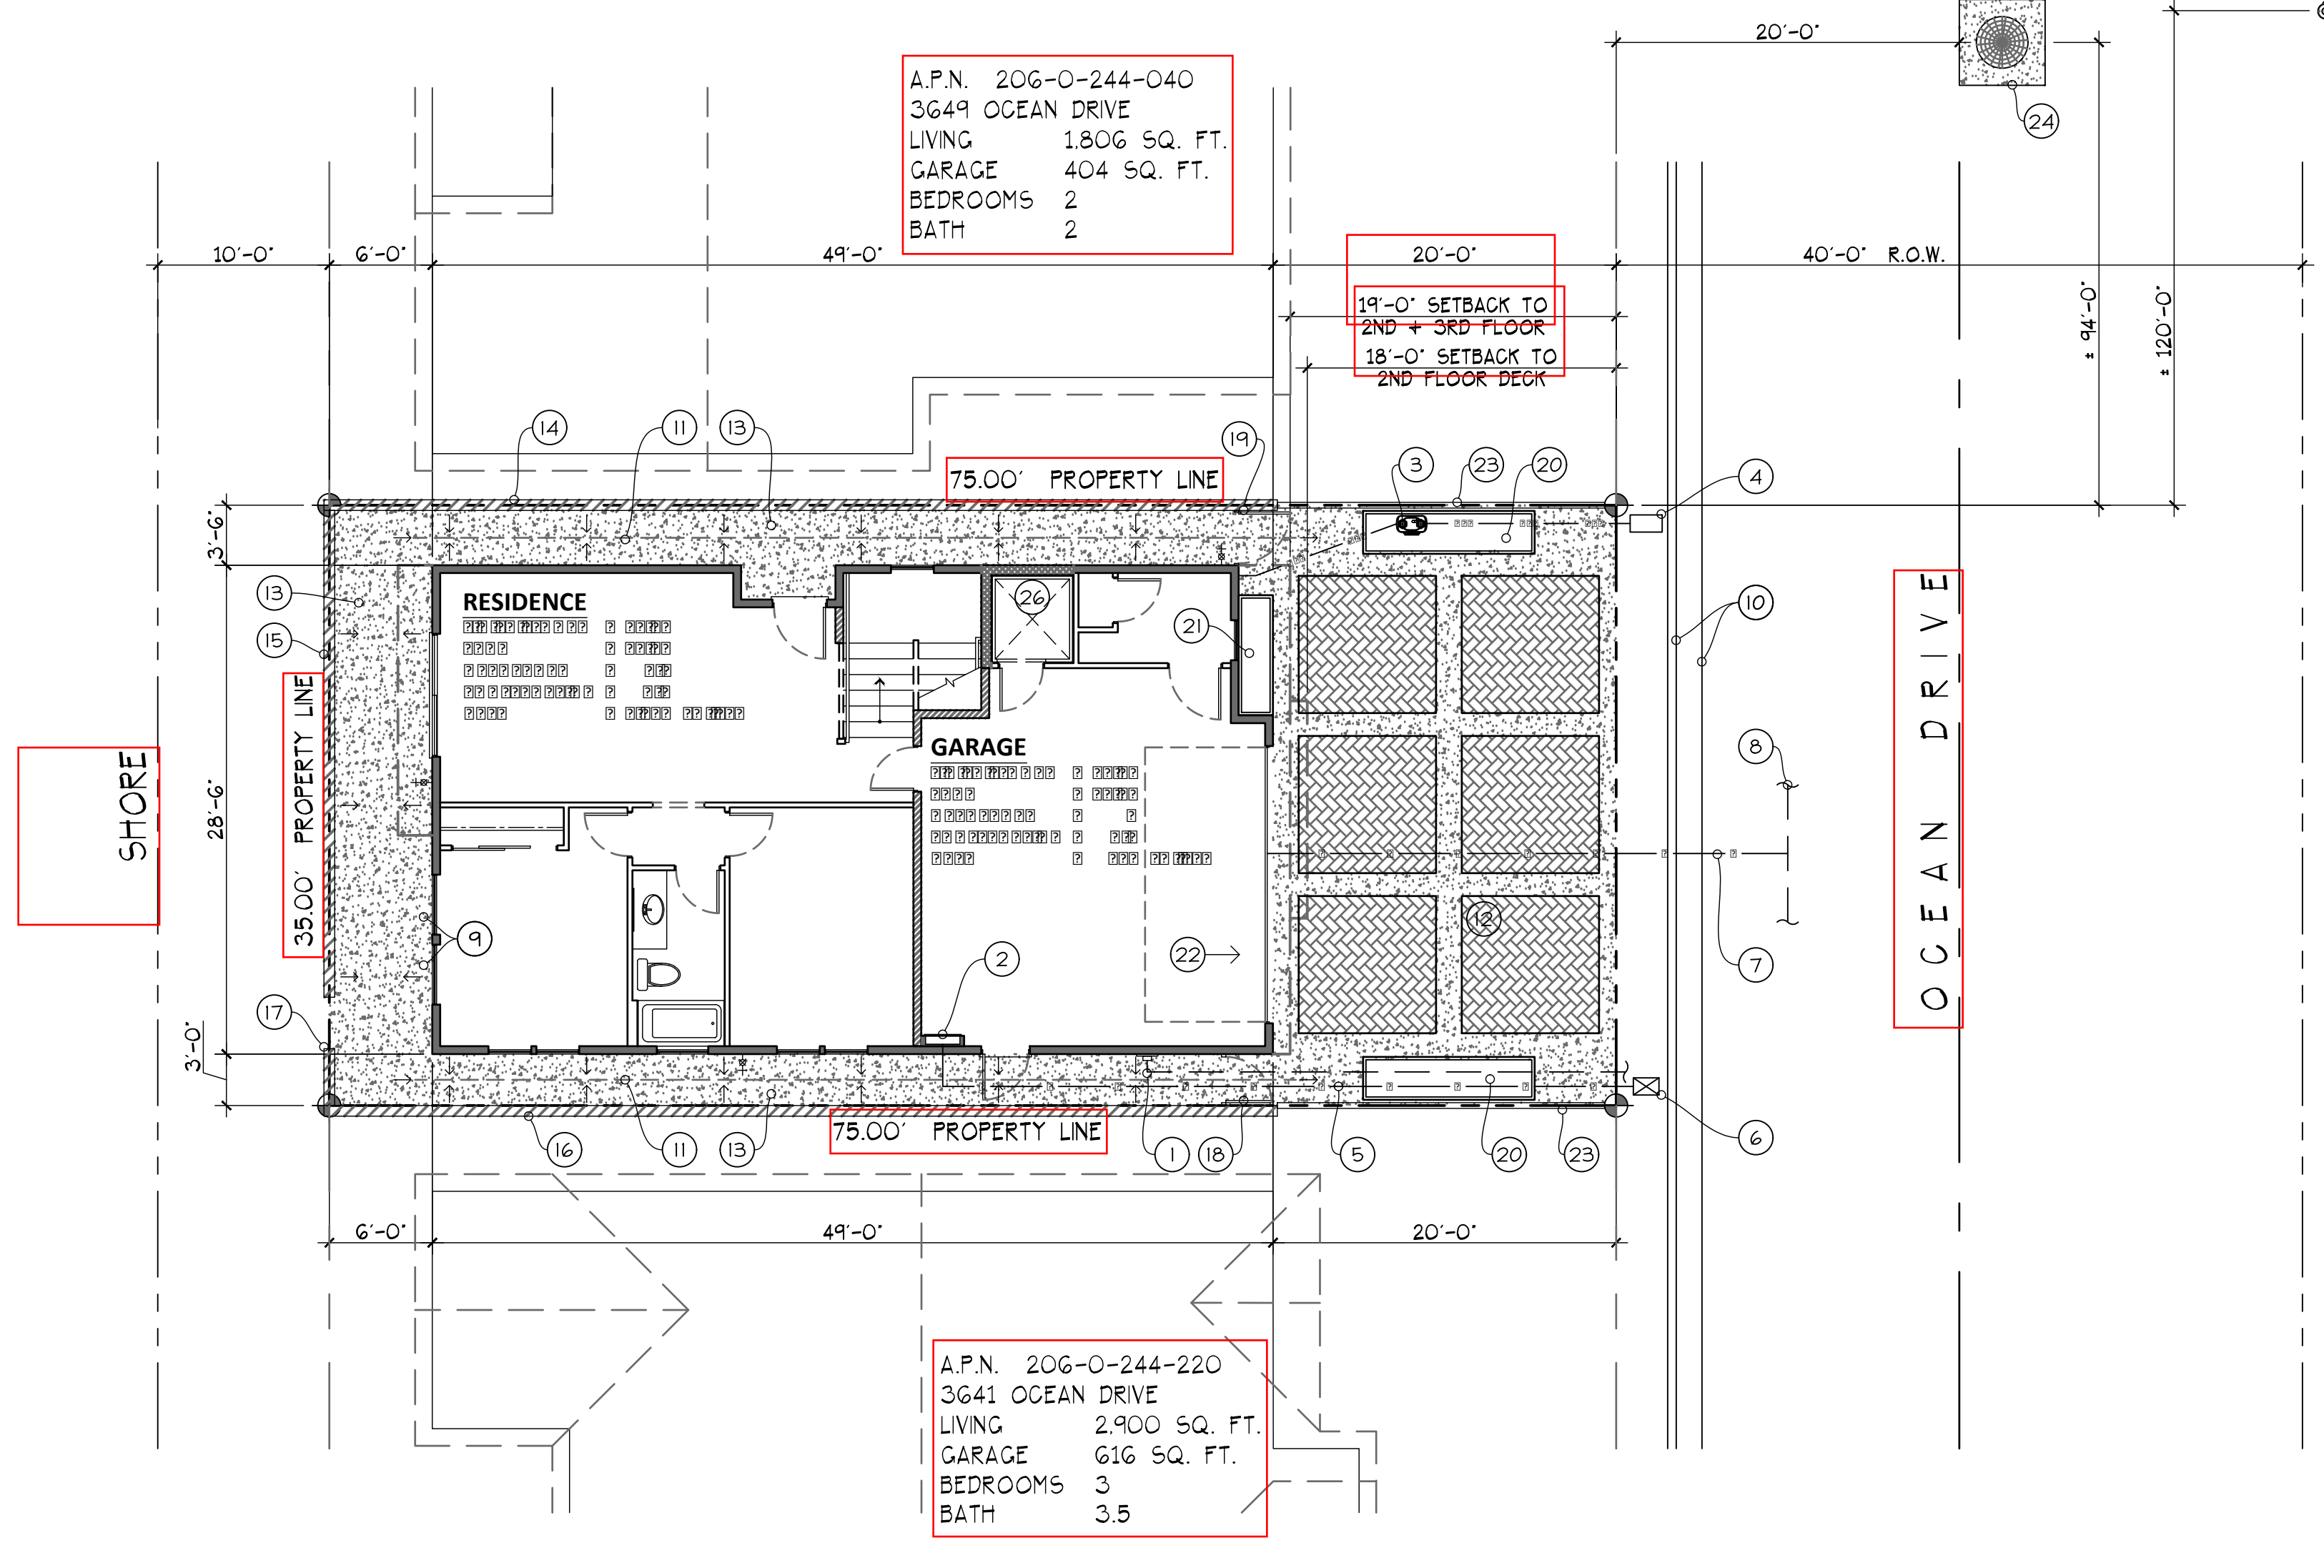 20'-0"
24
A.P.N. 206-0-244-040
3649 OCEAN DRIVE
LIVING 1,806 SQ. FT.
GARAGE 404 SQ. FT.
BEDROOMS 2
BATH 2
10'-0"
6'-0"
49'-0"
20'-0"
40'-0" R.O.W.
19'-0" SETBACK TO
2ND + 3RD FLOOR
18'-0" SETBACK TO
2ND FLOOR DECK
± 94'-0"
± 120'-0"
14
11
13
19
3
23
20
4
75.00' PROPERTY LINE
3'-6"
13
15
RESIDENCE
26
21
10
OCEAN DRIVE
SHORE
35.00' PROPERTY LINE
28'-6"
GARAGE
8
12
9
2
22
7
17
3'-0"
75.00' PROPERTY LINE
16
11
13
1
18
5
20
23
6
6'-0"
49'-0"
20'-0"
A.P.N. 206-0-244-220
3641 OCEAN DRIVE
LIVING 2,900 SQ. FT.
GARAGE 616 SQ. FT.
BEDROOMS 3
BATH 3.5